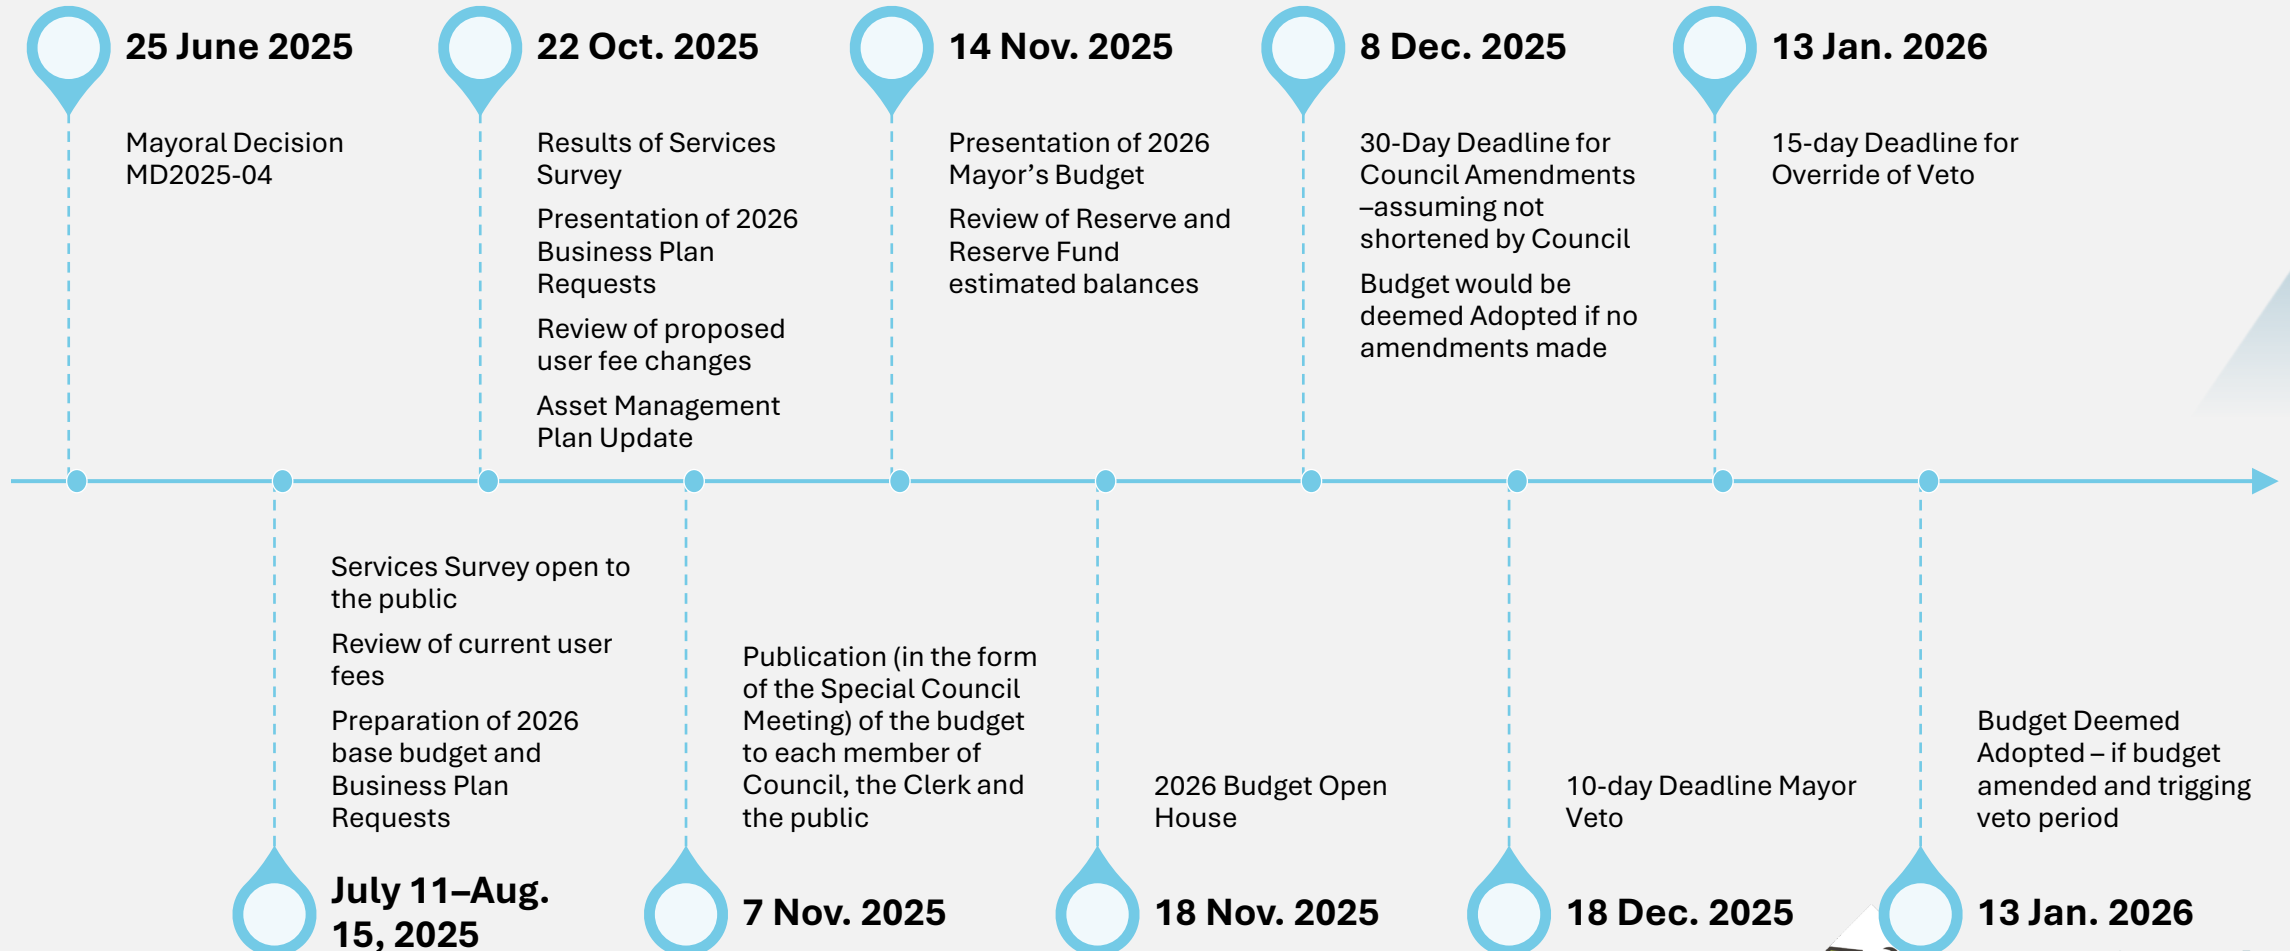 25 June 2025
Mayoral Decision
MD2025-04
22 Oct. 2025
Results of Services
Survey
Presentation of 2026
Business Plan
Requests
Review of proposed
user fee changes
Asset Management
Plan Update
14 Nov. 2025
Presentation of 2026
Mayor’s Budget
Review of Reserve and
Reserve Fund
estimated balances
8 Dec. 2025
30-Day Deadline for
Council Amendments
–assuming not
shortened by Council
Budget would be
deemed Adopted if no
amendments made
13 Jan. 2026
15-day Deadline for
Override of Veto
Services Survey open to
the public
Review of current user
fees
Preparation of 2026
base budget and
Business Plan
Requests
July 11–Aug.
15, 2025
Publication (in the form
of the Special Council
Meeting) of the budget
to each member of
Council, the Clerk and
the public
7 Nov. 2025
2026 Budget Open
House
18 Nov. 2025
10-day Deadline Mayor
Veto
18 Dec. 2025
Budget Deemed
Adopted – if budget
amended and trigging
veto period
13 Jan. 2026